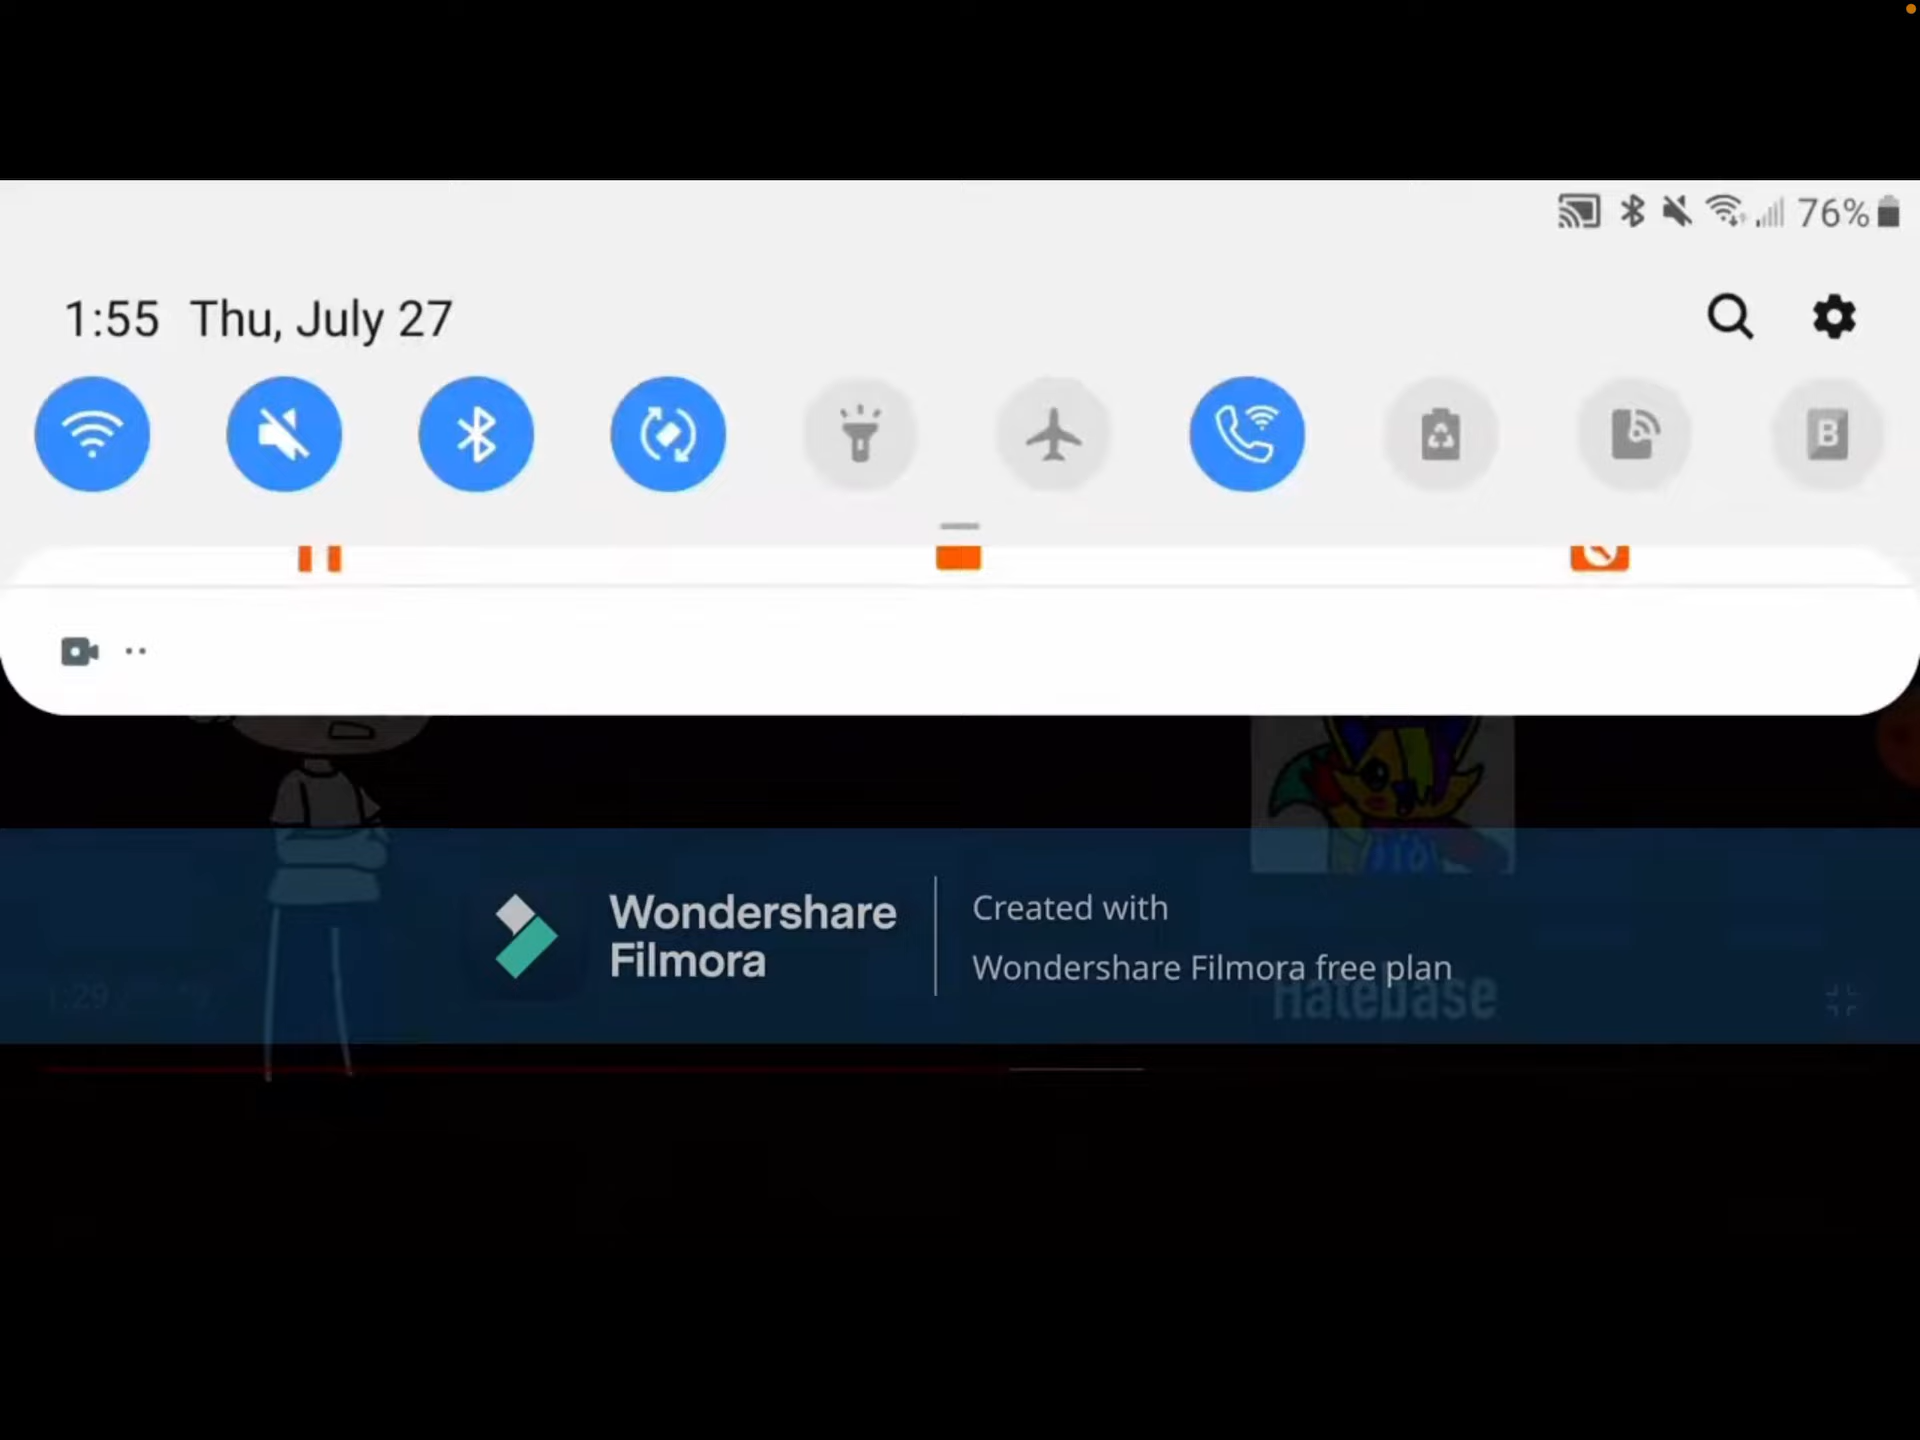 76%
1:55 Thu, July 27
B
Wondershare
Filmora
Created with
Wondershare Filmora free plan
Hatebase